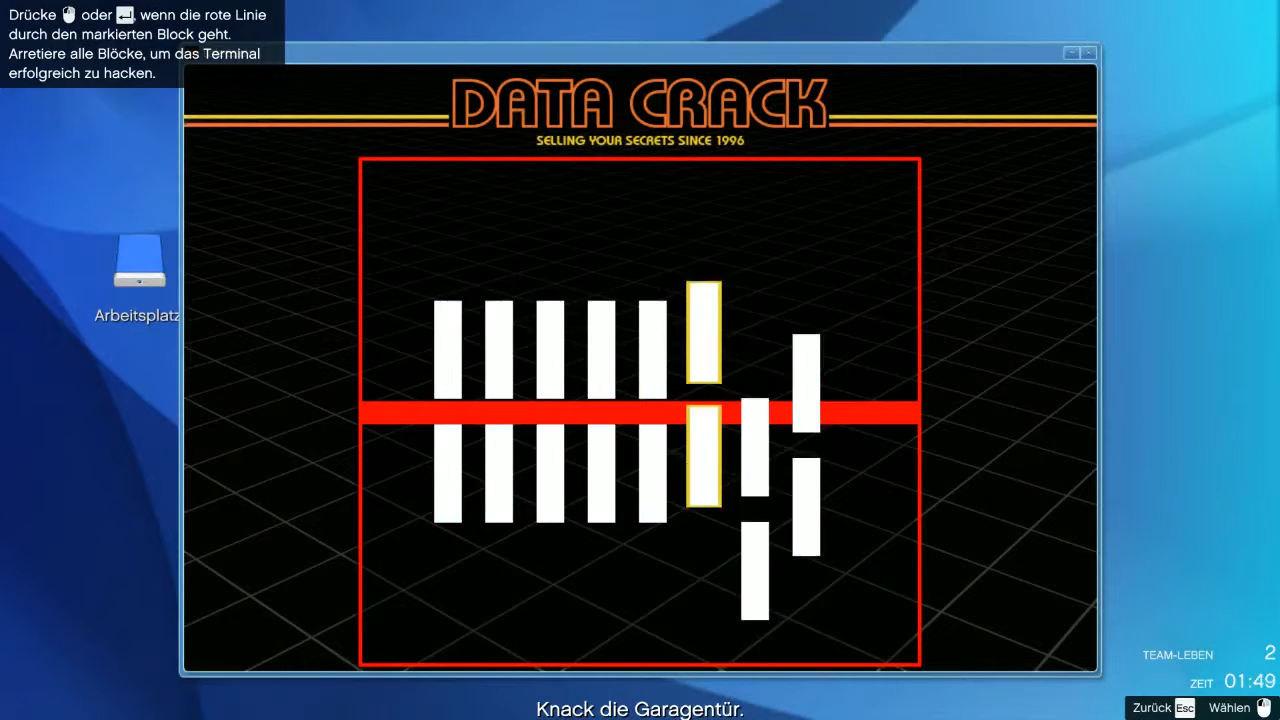 Drücke oder , wenn die rote Linie
durch den markierten Block geht.
Arretiere alle Blöcke, um das Terminal
erfolgreich zu hacken.
DATA CRACK
SELLING YOUR SECRETS SINCE 1996
Arbeitsplatz
TEAM-LEBEN 2
ZEIT 01:49
Zurück Esc Wählen
Knack die Garagentür.